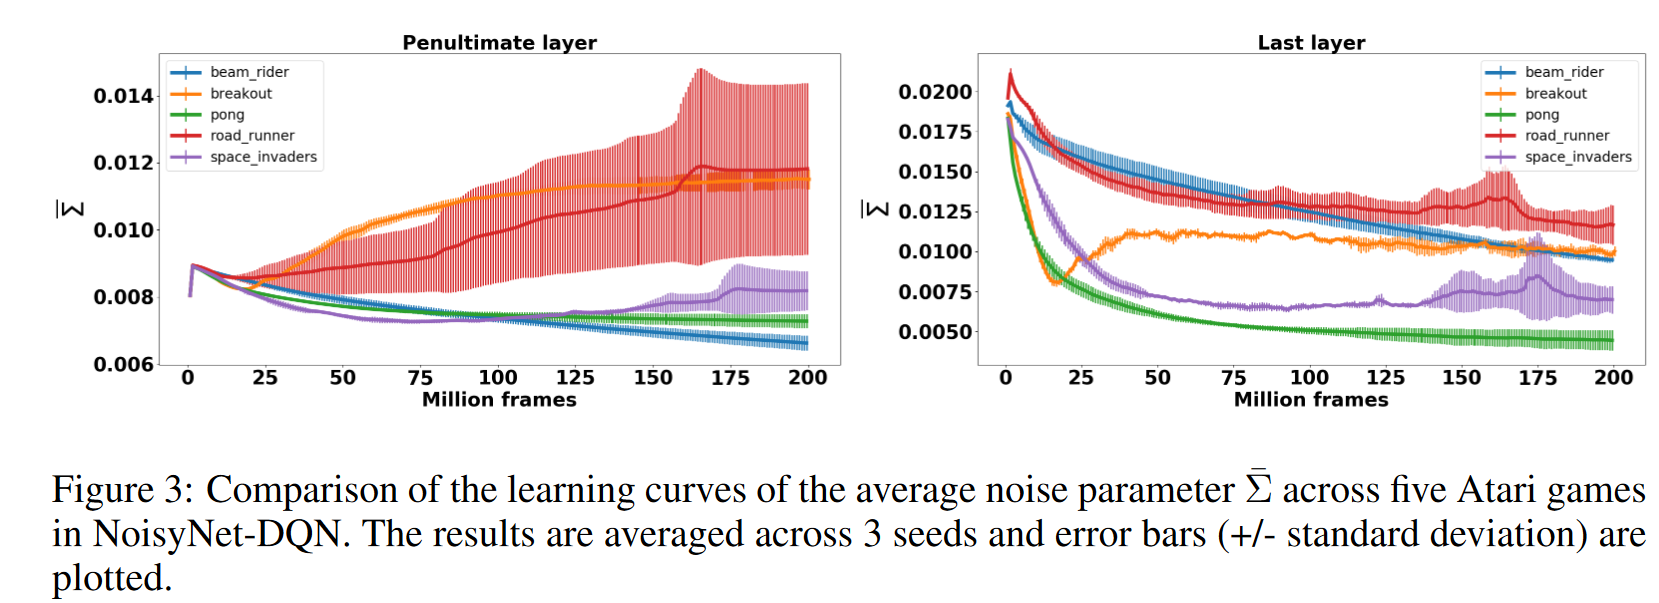 Penultimate layer
beam_rider
breakout
pong
road_runner
space_invaders
0.014
0.012
0.010
0.008
0.006
Σ̅
0 25 50 75 100 125 150 175 200
Million frames
Last layer
beam_rider
breakout
pong
road_runner
space_invaders
0.0200
0.0175
0.0150
0.0125
0.0100
0.0075
0.0050
Σ̅
0 25 50 75 100 125 150 175 200
Million frames
Figure 3: Comparison of the learning curves of the average noise parameter Σ̄ across five Atari games
in NoisyNet-DQN. The results are averaged across 3 seeds and error bars (+/- standard deviation) are
plotted.